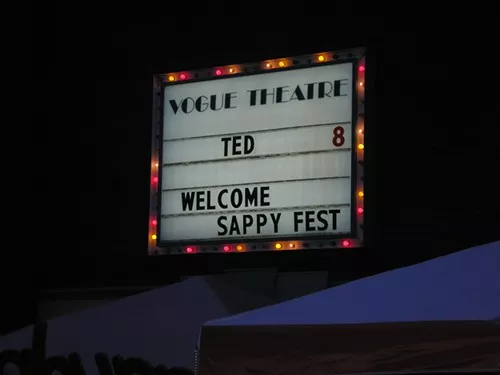 VOGUE THEATRE
TED 8
WELCOME
SAPPY FEST